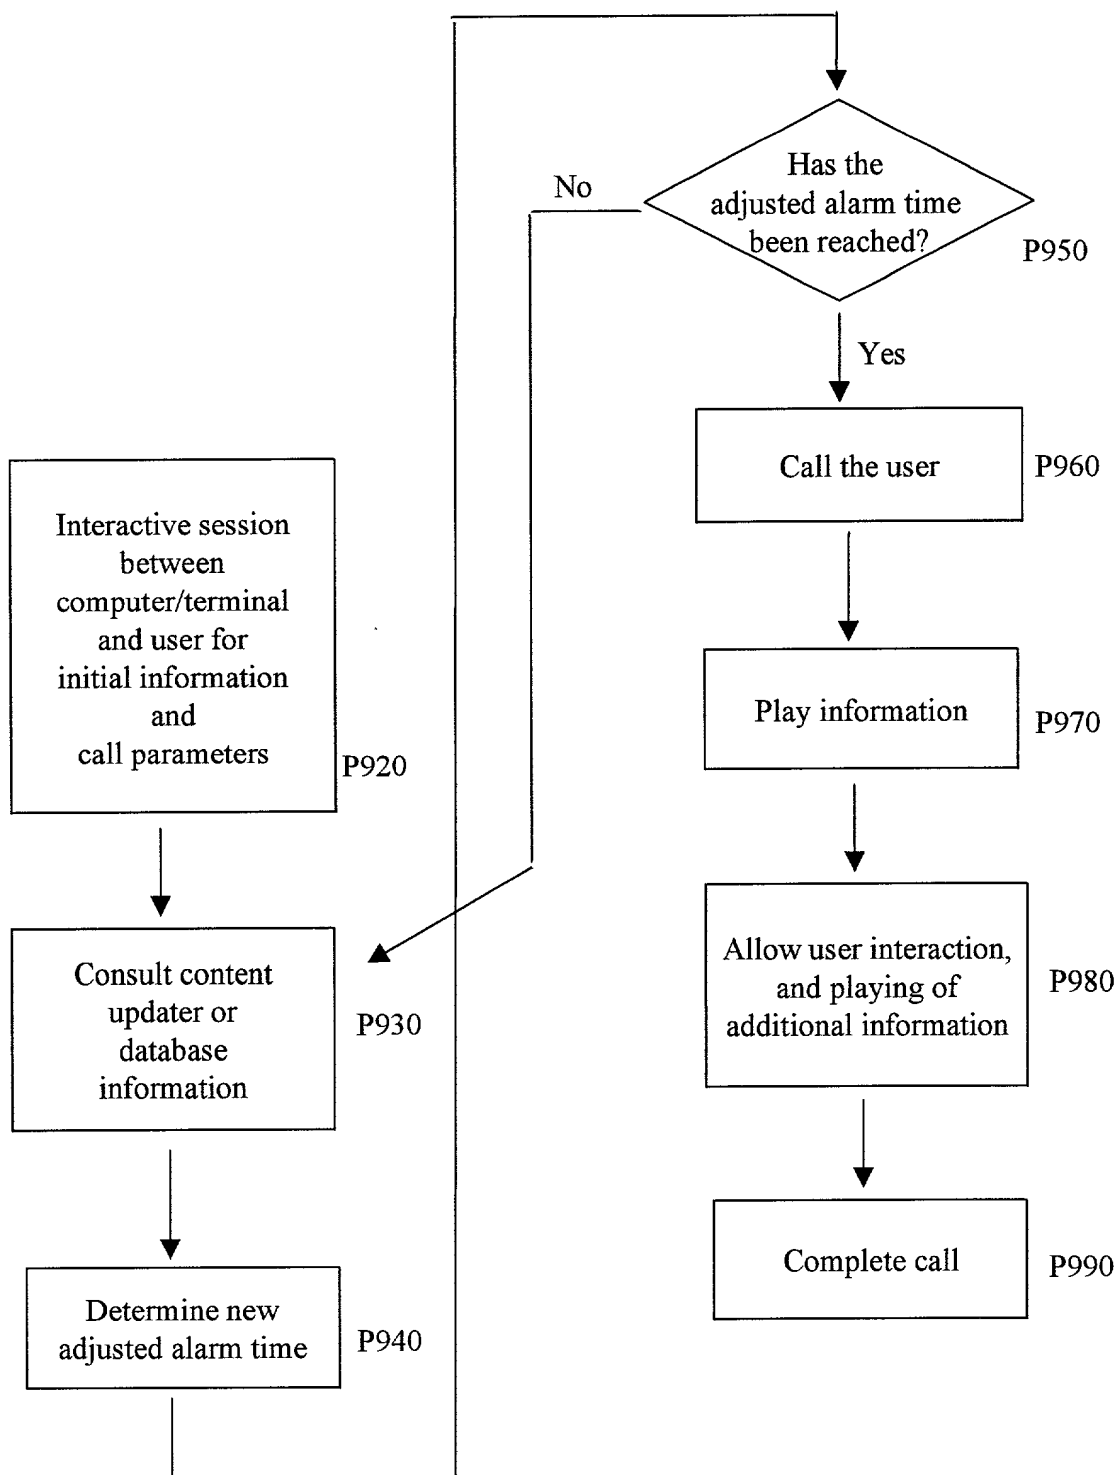 Interactive session
between
computer/terminal
and user for
initial information
and
call parameters
P920
Consult content
updater or
database
information
P930
Determine new
adjusted alarm time
P940
Has the
adjusted alarm time
been reached?
P950
No
Yes
Call the user
P960
Play information
P970
Allow user interaction,
and playing of
additional information
P980
Complete call
P990